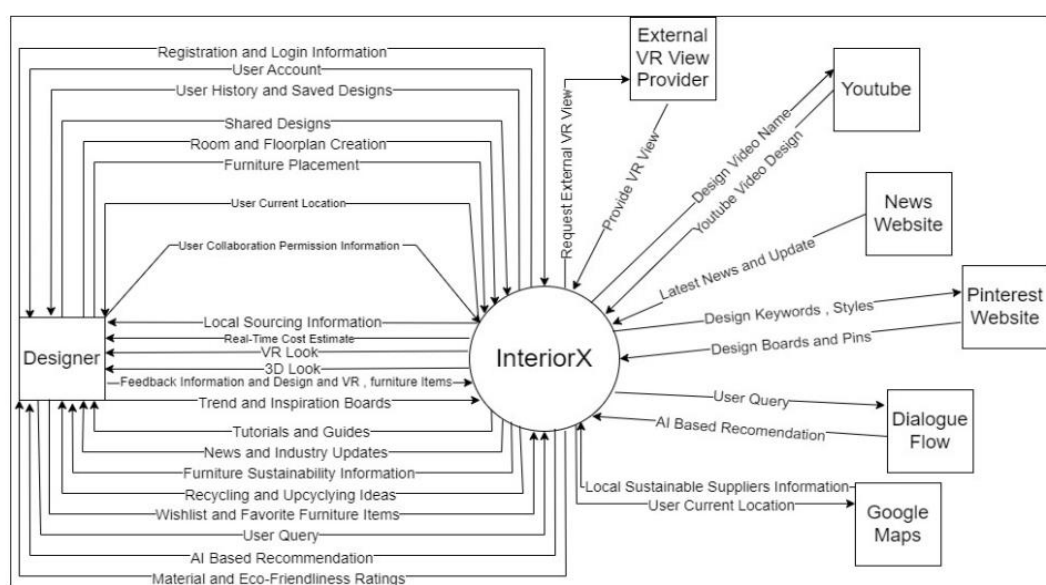 Registration and Login Information
User Account
User History and Saved Designs
Shared Designs
Room and Floorplan Creation
Furniture Placement
User Current Location
User Collaboration Permission Information
Designer
Local Sourcing Information
Real-Time Cost Estimate
VR Look
3D Look
Feedback Information and Design and VR , furniture Items
Trend and Inspiration Boards
Tutorials and Guides
News and Industry Updates
Furniture Sustainability Information
Recycling and Upcyclying Ideas
Wishlist and Favorite Furniture Items
User Query
AI Based Recommendation
Material and Eco-Friendliness Ratings
InteriorX
External
VR View
Provider
Request External VR View
Provide VR View
Youtube
Design Video Name
Youtube Video Design
News
Website
Latest News and Update
Pinterest
Website
Design Keywords , Styles
Design Boards and Pins
Dialogue
Flow
User Query
AI Based Recomendation
Google
Maps
Local Sustainable Suppliers Information
User Current Location